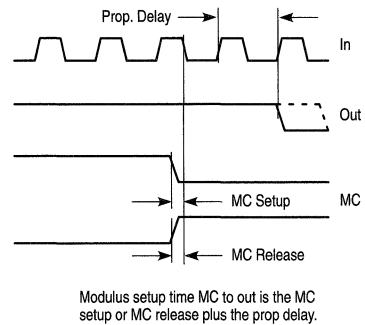 Prop. Delay
In
Out
MC Setup
MC
MC Release
Modulus setup time MC to out is the MC
setup or MC release plus the prop delay.